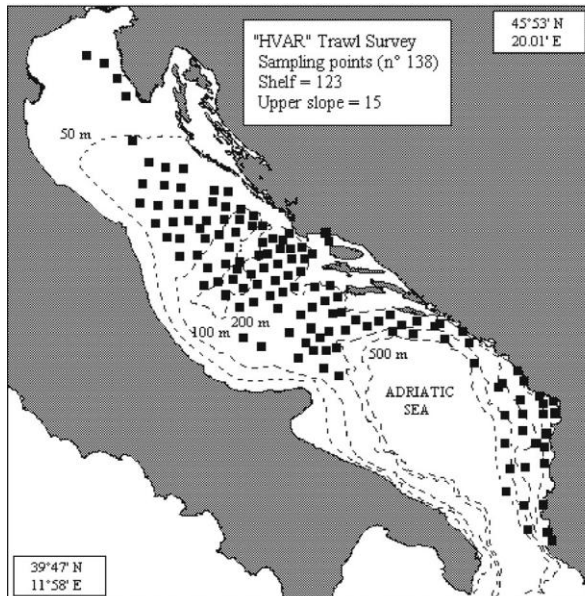 "HVAR" Trawl Survey
Sampling points (n° 138)
Shelf = 123
Upper slope = 15
45°53' N
20.01' E
50 m
100 m
200 m
500 m
ADRIATIC
SEA
39°47' N
11°58' E